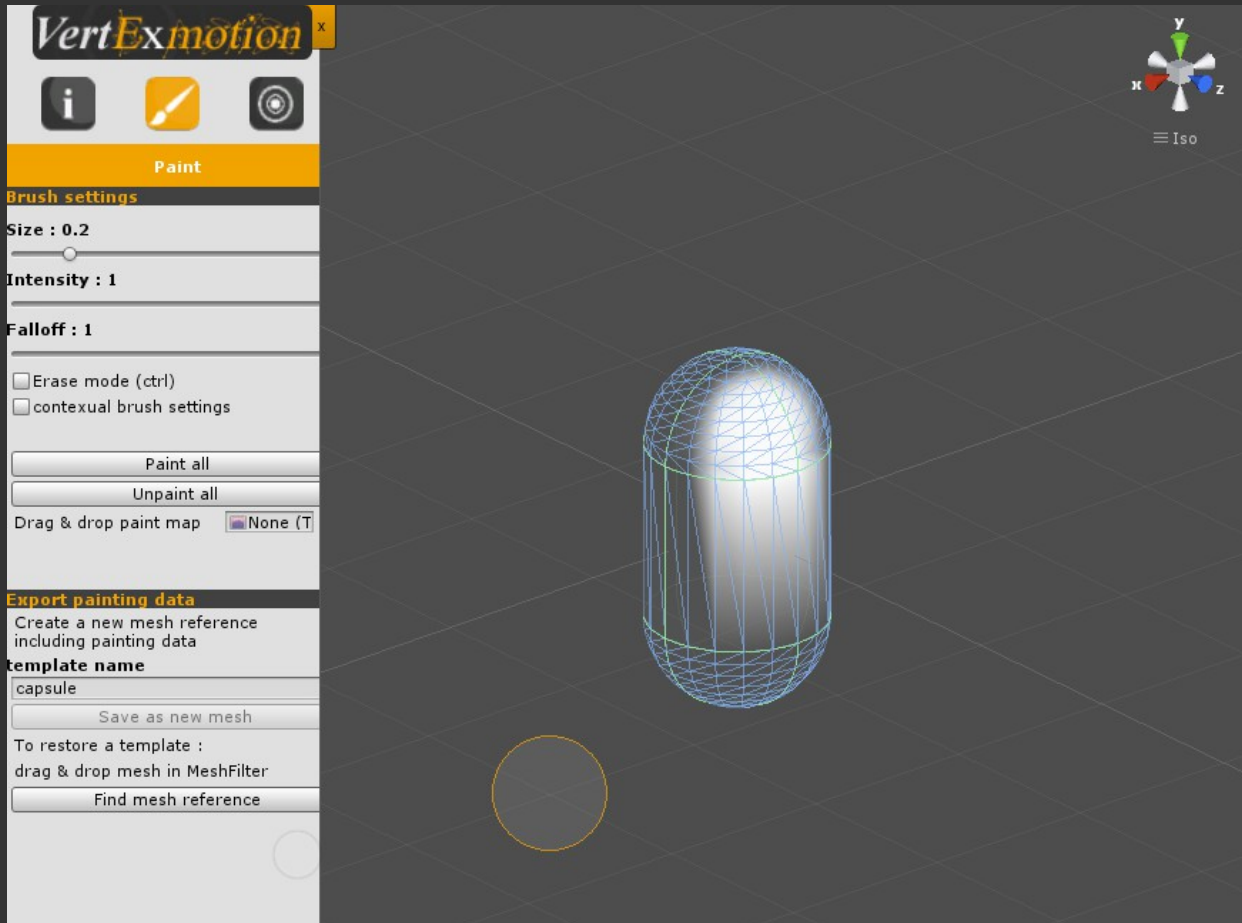 VertExmotion x
i
Paint
Brush settings
Size : 0.2
Intensity : 1
Falloff : 1
Erase mode (ctrl)
contexual brush settings
Paint all
Unpaint all
Drag & drop paint map None (T
Export painting data
Create a new mesh reference
including painting data
template name
capsule
Save as new mesh
To restore a template :
drag & drop mesh in MeshFilter
Find mesh reference
y
x
z
Iso